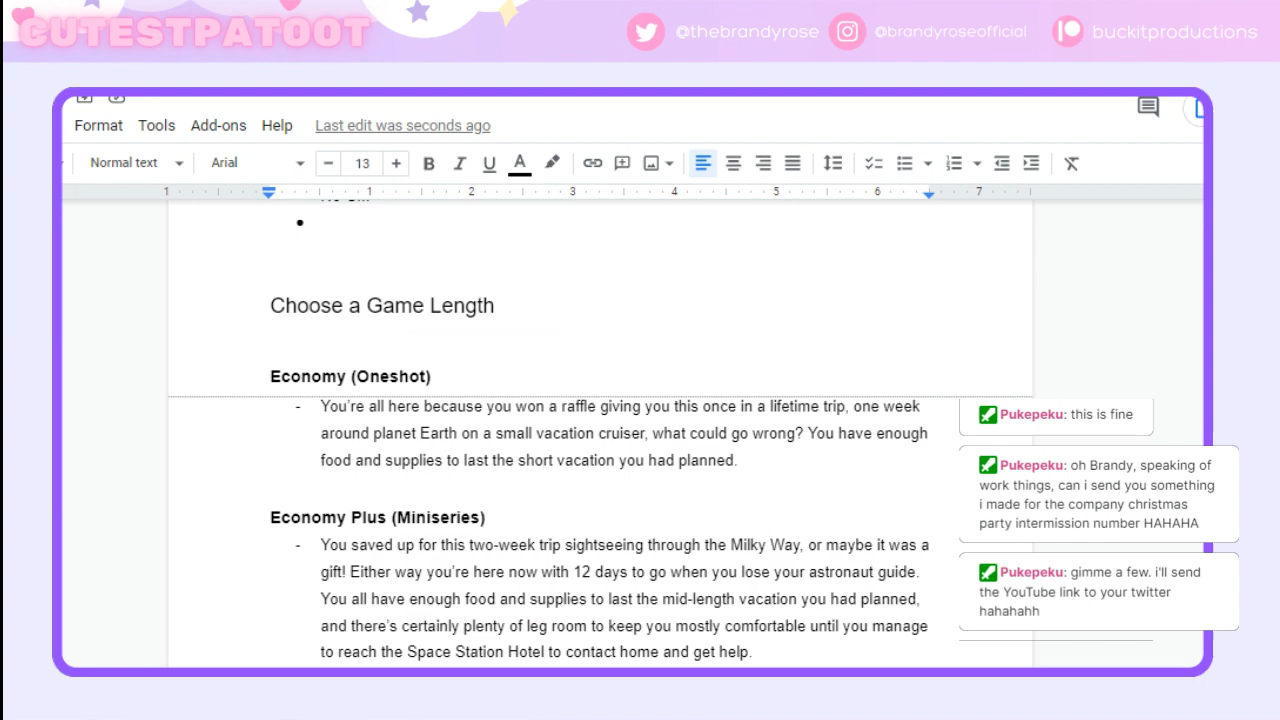 CUTESTPATOOT
@thebrandyrose
@brandyroseofficial
buckitproductions
Format Tools Add-ons Help Last edit was seconds ago
Normal text Arial 13 B I U A
1 1 2 3 4 5 6 7
Choose a Game Length
Economy (Oneshot)
- You’re all here because you won a raffle giving you this once in a lifetime trip, one week
around planet Earth on a small vacation cruiser, what could go wrong? You have enough
food and supplies to last the short vacation you had planned.
Economy Plus (Miniseries)
- You saved up for this two-week trip sightseeing through the Milky Way, or maybe it was a
gift! Either way you’re here now with 12 days to go when you lose your astronaut guide.
You all have enough food and supplies to last the mid-length vacation you had planned,
and there’s certainly plenty of leg room to keep you mostly comfortable until you manage
to reach the Space Station Hotel to contact home and get help.
Pukepeku: this is fine
Pukepeku: oh Brandy, speaking of
work things, can i send you something
i made for the company christmas
party intermission number HAHAHA
Pukepeku: gimme a few. i'll send
the YouTube link to your twitter
hahahahh